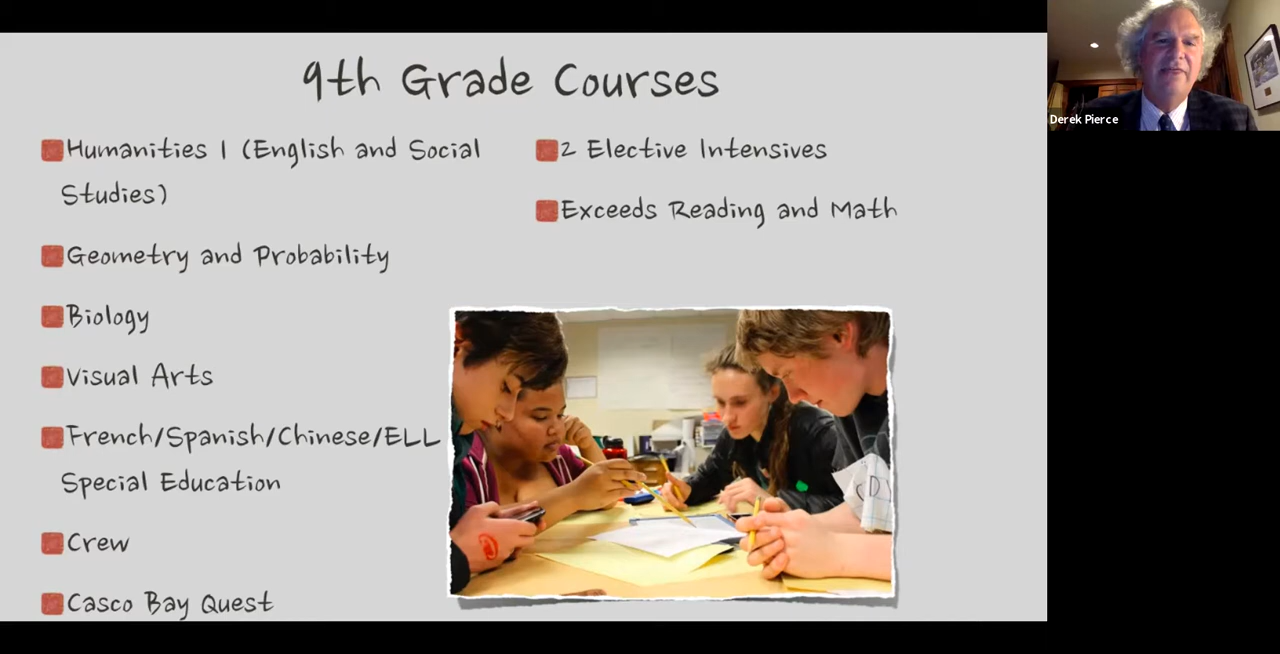 9th Grade Courses
Humanities 1 (English and Social
Studies)
Geometry and Probability
Biology
Visual Arts
French/Spanish/Chinese/ELL
Special Education
Crew
Casco Bay Quest
2 Elective Intensives
Exceeds Reading and Math
Derek Pierce